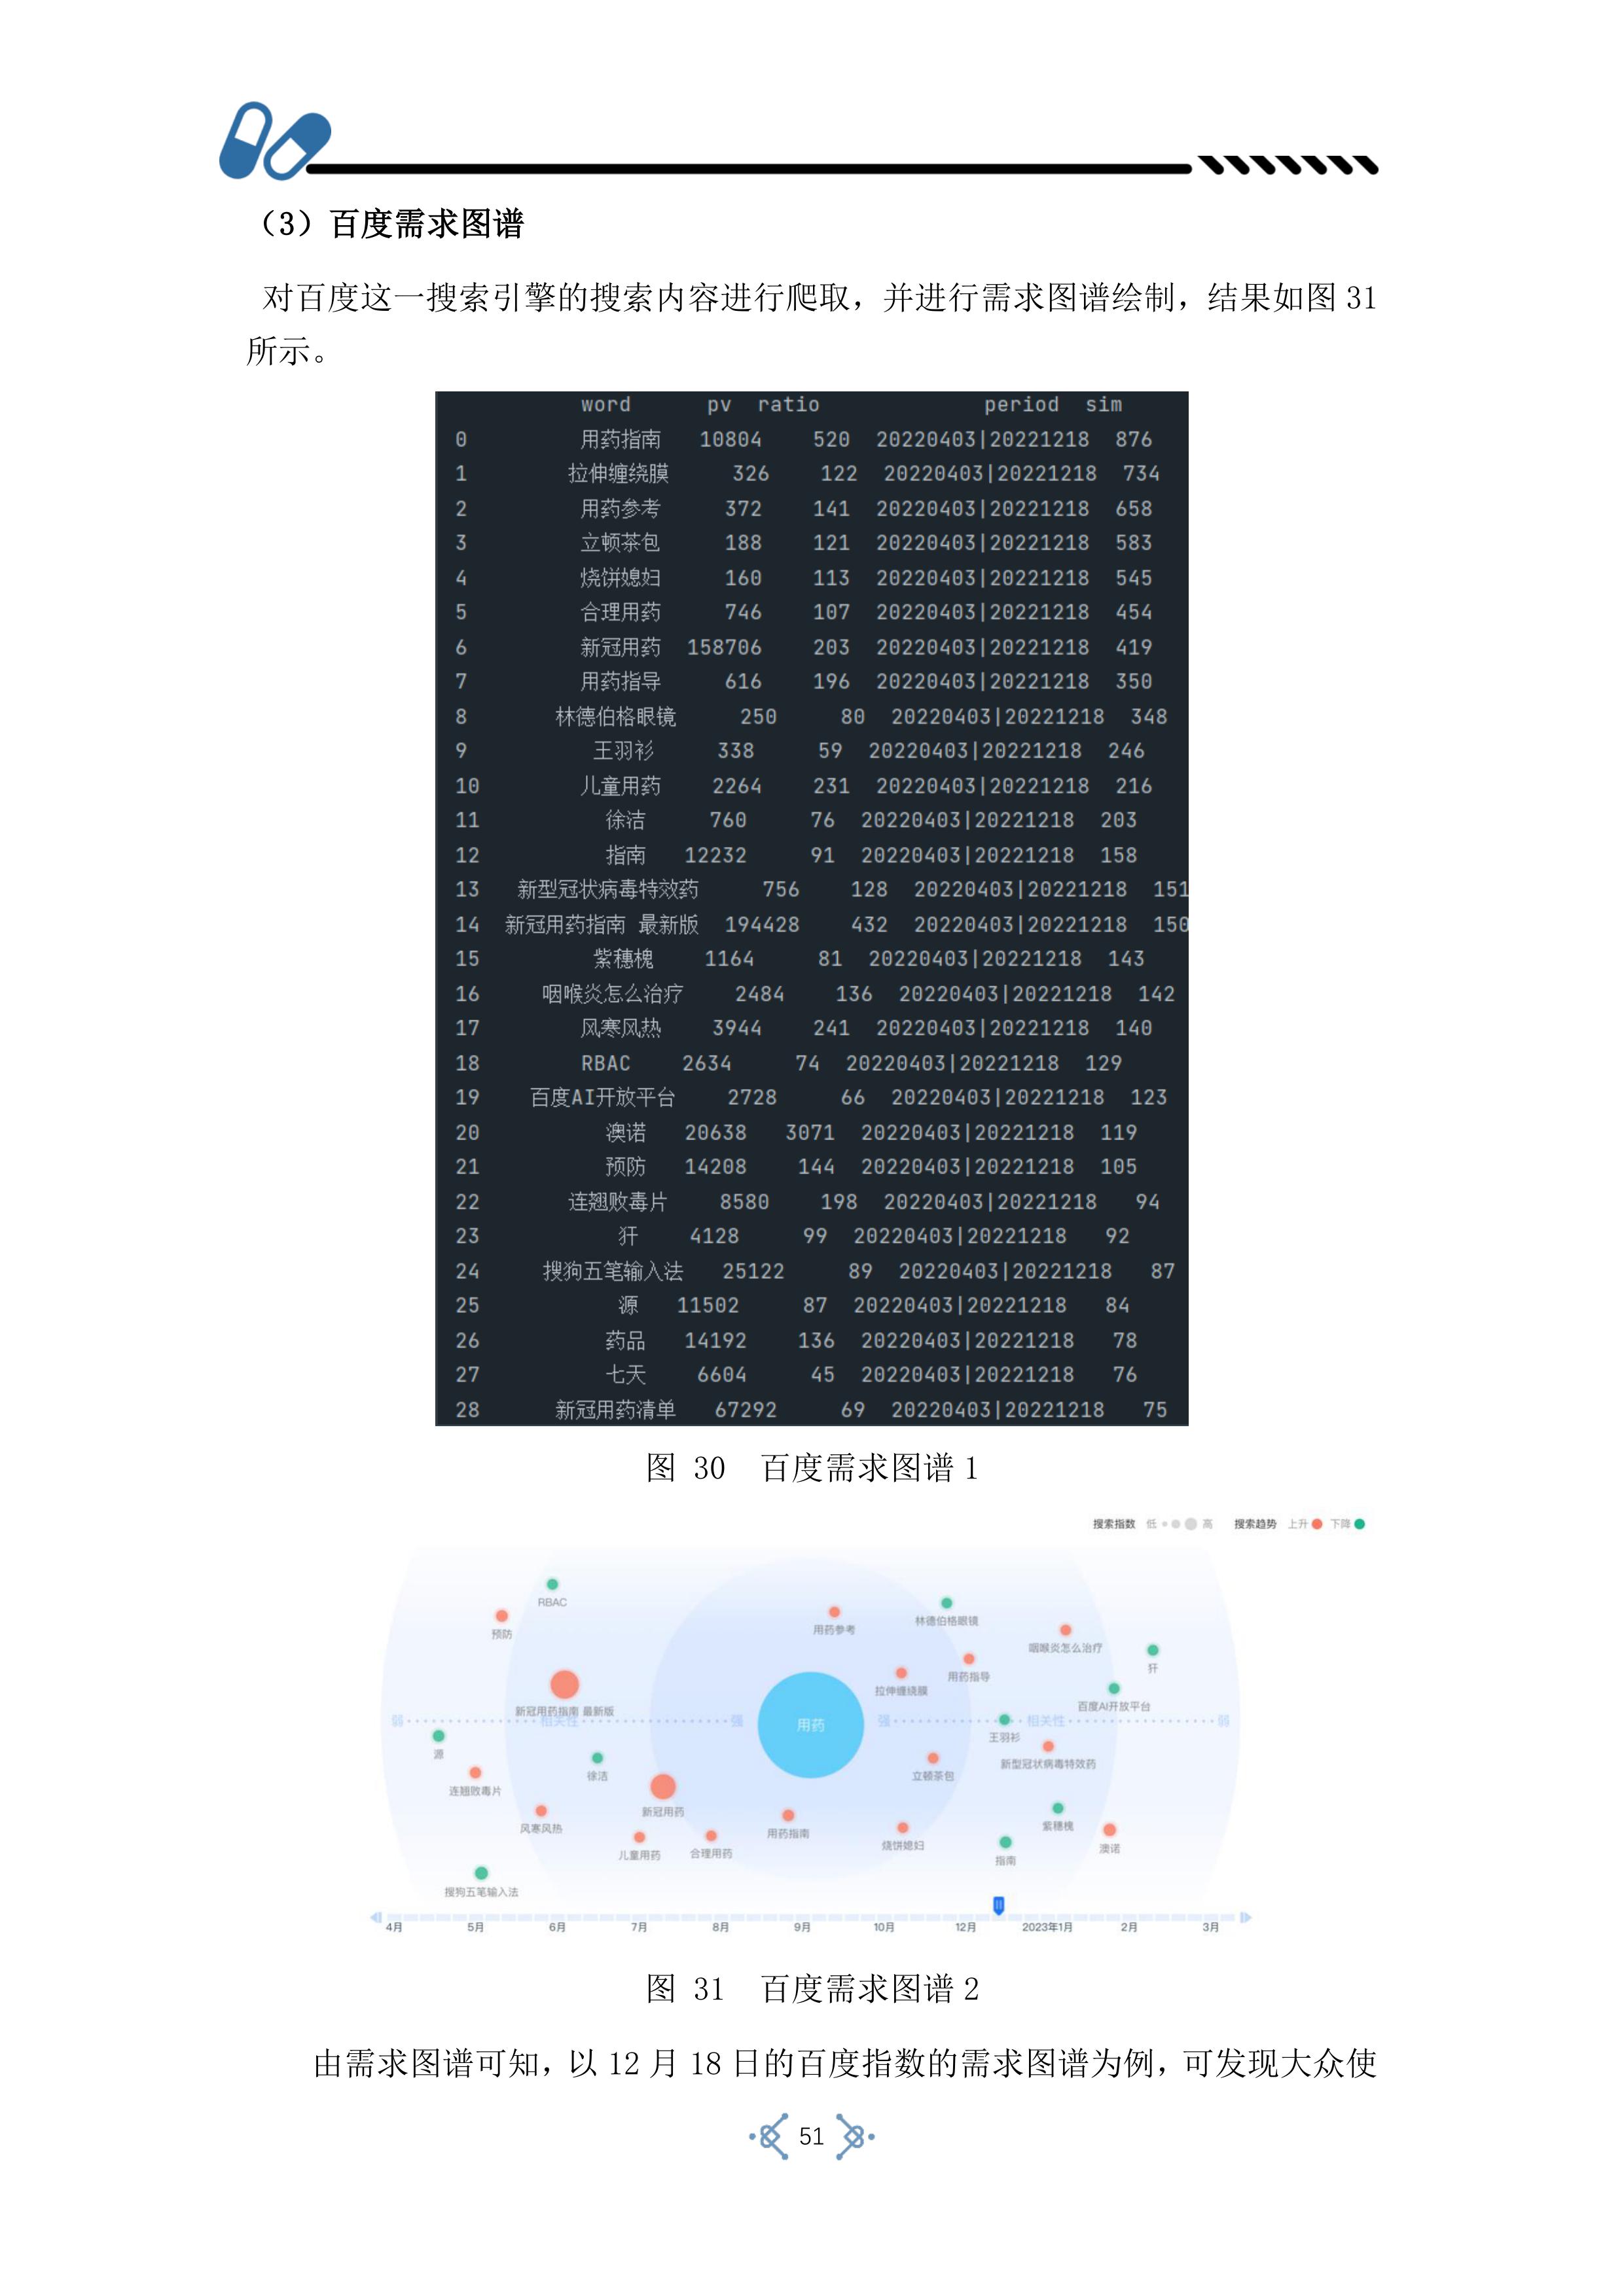 （3）百度需求图谱
对百度这一搜索引擎的搜索内容进行爬取，并进行需求图谱绘制，结果如图 31
所示。
word pv ratio period sim
0 用药指南 10804 520 20220403|20221218 876
1 拉伸缠绕膜 326 122 20220403|20221218 734
2 用药参考 372 141 20220403|20221218 658
3 立顿茶包 188 121 20220403|20221218 583
4 烧饼媳妇 160 113 20220403|20221218 545
5 合理用药 746 107 20220403|20221218 454
6 新冠用药 158706 203 20220403|20221218 419
7 用药指导 616 196 20220403|20221218 350
8 林德伯格眼镜 250 80 20220403|20221218 348
9 王羽衫 338 59 20220403|20221218 246
10 儿童用药 2264 231 20220403|20221218 216
11 徐洁 760 76 20220403|20221218 203
12 指南 12232 91 20220403|20221218 158
13 新型冠状病毒特效药 756 128 20220403|20221218 151
14 新冠用药指南 最新版 194428 432 20220403|20221218 150
15 紫穗槐 1164 81 20220403|20221218 143
16 咽喉炎怎么治疗 2484 136 20220403|20221218 142
17 风寒风热 3944 241 20220403|20221218 140
18 RBAC 2634 74 20220403|20221218 129
19 百度AI开放平台 2728 66 20220403|20221218 123
20 澳诺 20638 3071 20220403|20221218 119
21 预防 14208 144 20220403|20221218 105
22 连翘败毒片 8580 198 20220403|20221218 94
23 犴 4128 99 20220403|20221218 92
24 搜狗五笔输入法 25122 89 20220403|20221218 87
25 源 11502 87 20220403|20221218 84
26 药品 14192 136 20220403|20221218 78
27 七天 6604 45 20220403|20221218 76
28 新冠用药清单 67292 69 20220403|20221218 75
图 30 百度需求图谱 1
搜索指数 低 高 搜索趋势 上升 下降
RBAC
预防
用药参考
林德伯格眼镜
咽喉炎怎么治疗
犴
用药指导
拉伸缠绕膜
百度AI开放平台
新冠用药指南 最新版
弱 相关性 强 用药 强 相关性 弱
王羽衫
源
新型冠状病毒特效药
徐洁
立顿茶包
连翘败毒片
新冠用药
风寒风热
用药指南
紫穗槐
烧饼媳妇
澳诺
儿童用药
合理用药
指南
搜狗五笔输入法
4月 5月 6月 7月 8月 9月 10月 12月 2023年1月 2月 3月
图 31 百度需求图谱 2
由需求图谱可知，以 12 月 18 日的百度指数的需求图谱为例，可发现大众使
51